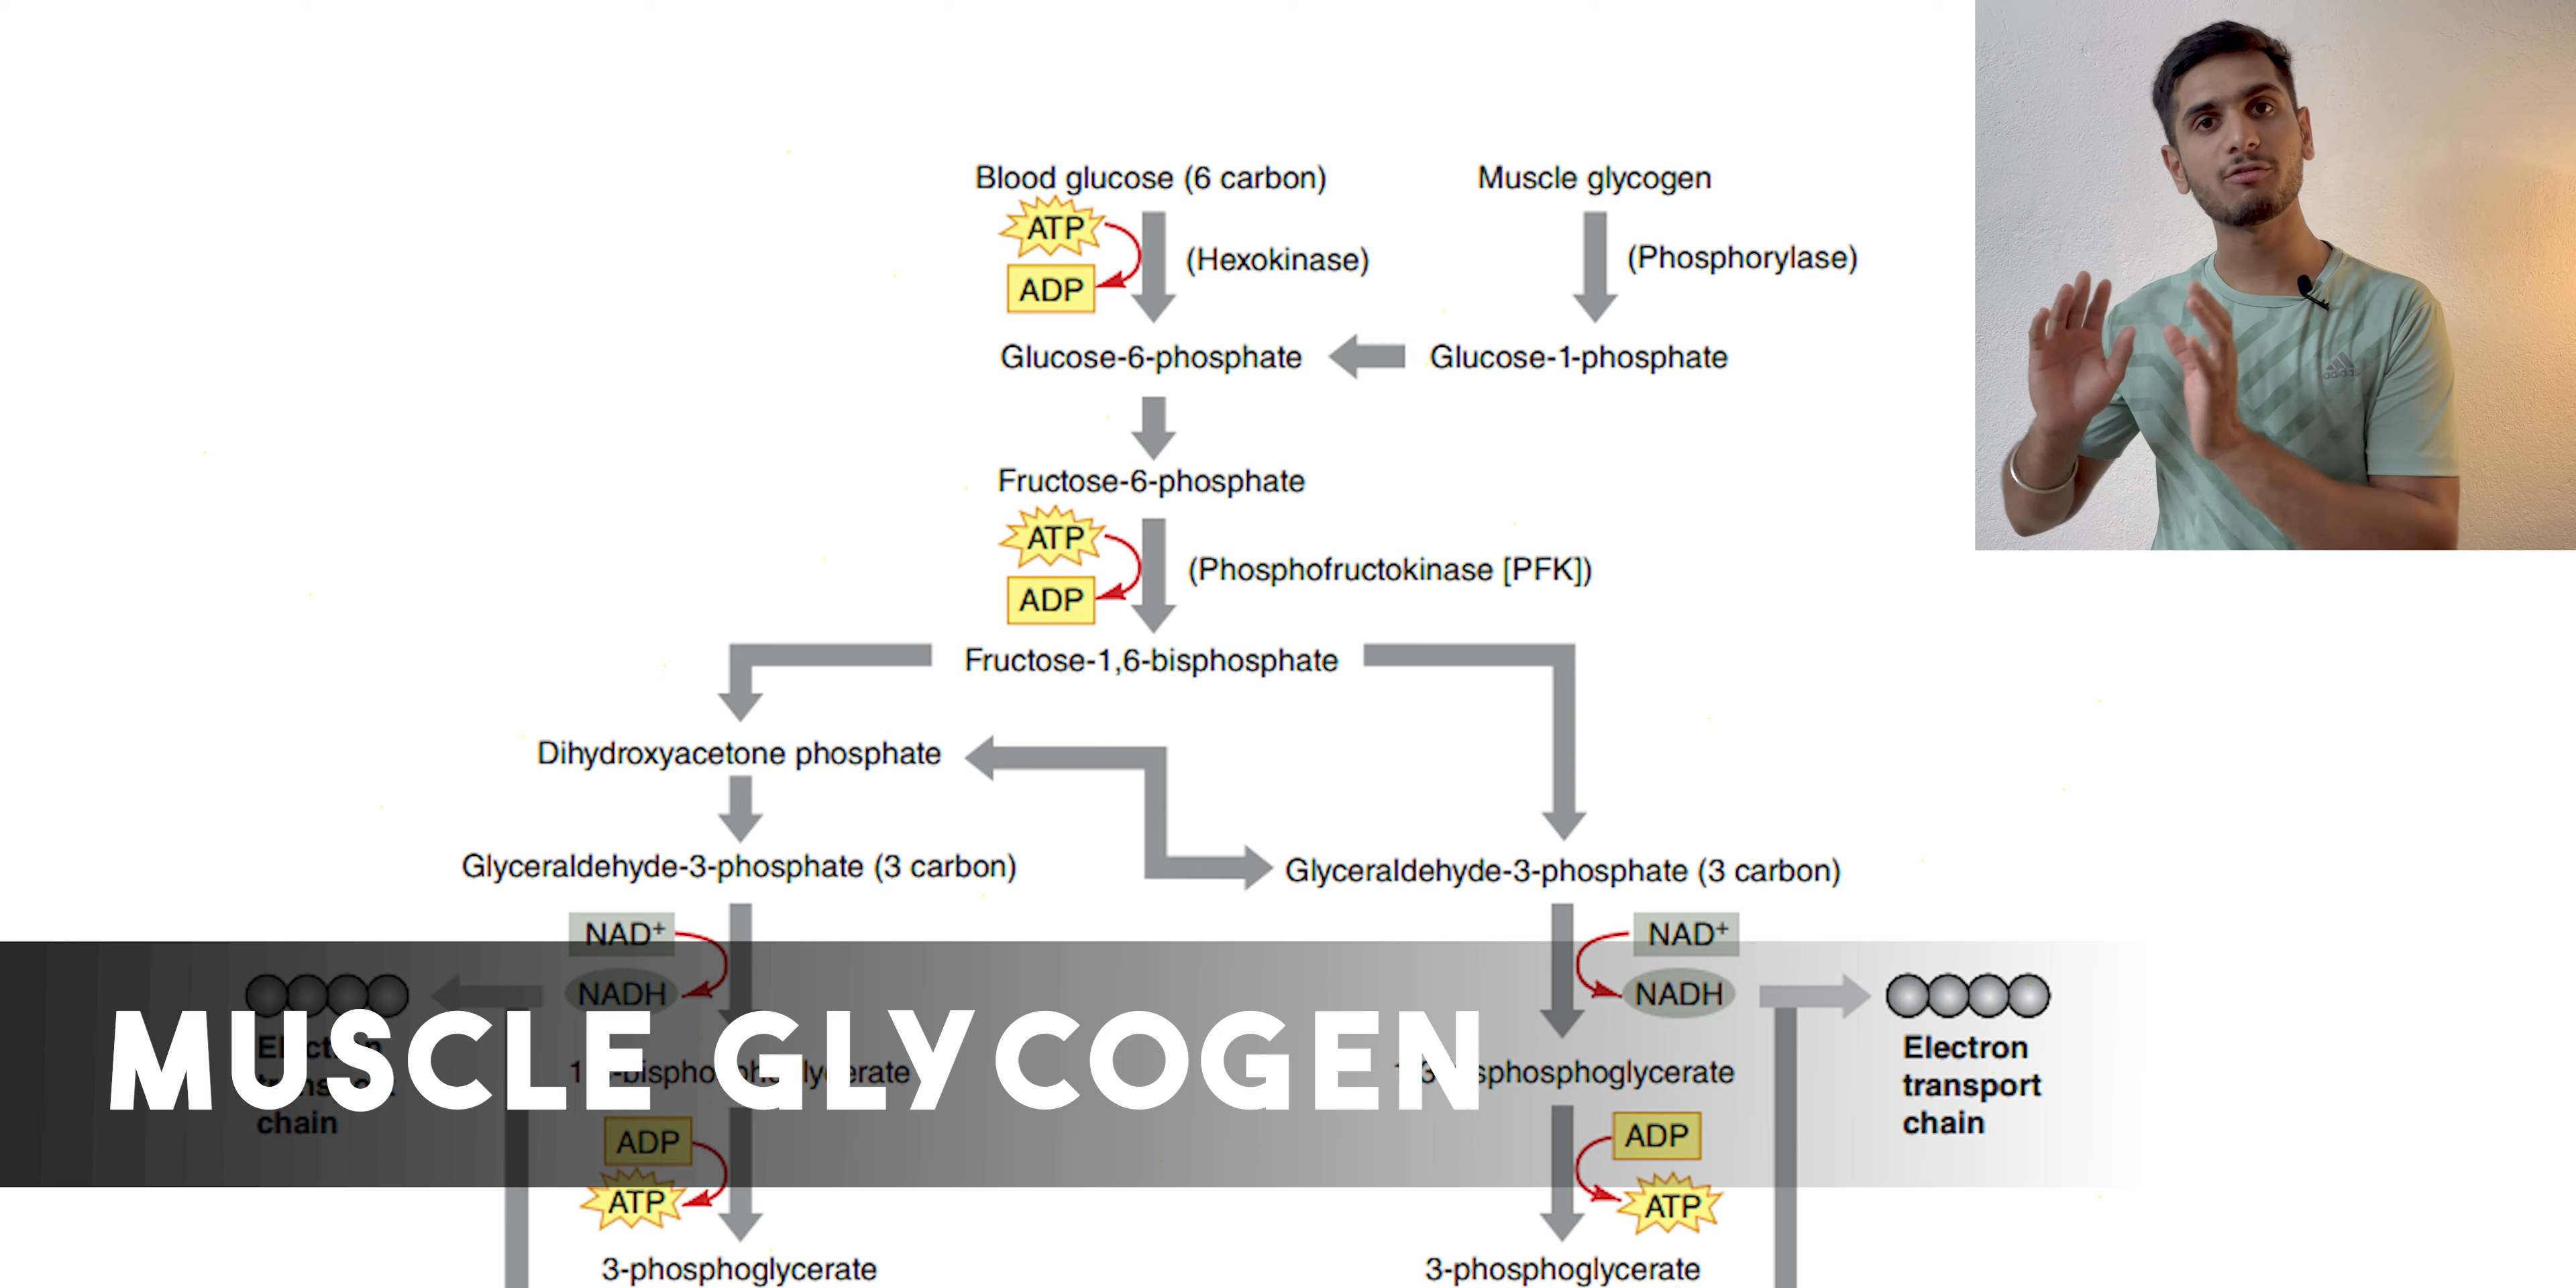 Blood glucose (6 carbon)
Muscle glycogen
ATP
(Hexokinase)
(Phosphorylase)
ADP
Glucose-6-phosphate
Glucose-1-phosphate
Fructose-6-phosphate
ATP
(Phosphofructokinase [PFK])
ADP
Fructose-1,6-bisphosphate
Dihydroxyacetone phosphate
Glyceraldehyde-3-phosphate (3 carbon)
Glyceraldehyde-3-phosphate (3 carbon)
NAD+
NAD+
NADH
NADH
MUSCLE GLYCOGEN
chain
Electron
transport
chain
ADP
ADP
ATP
ATP
3-phosphoglycerate
3-phosphoglycerate
adidas